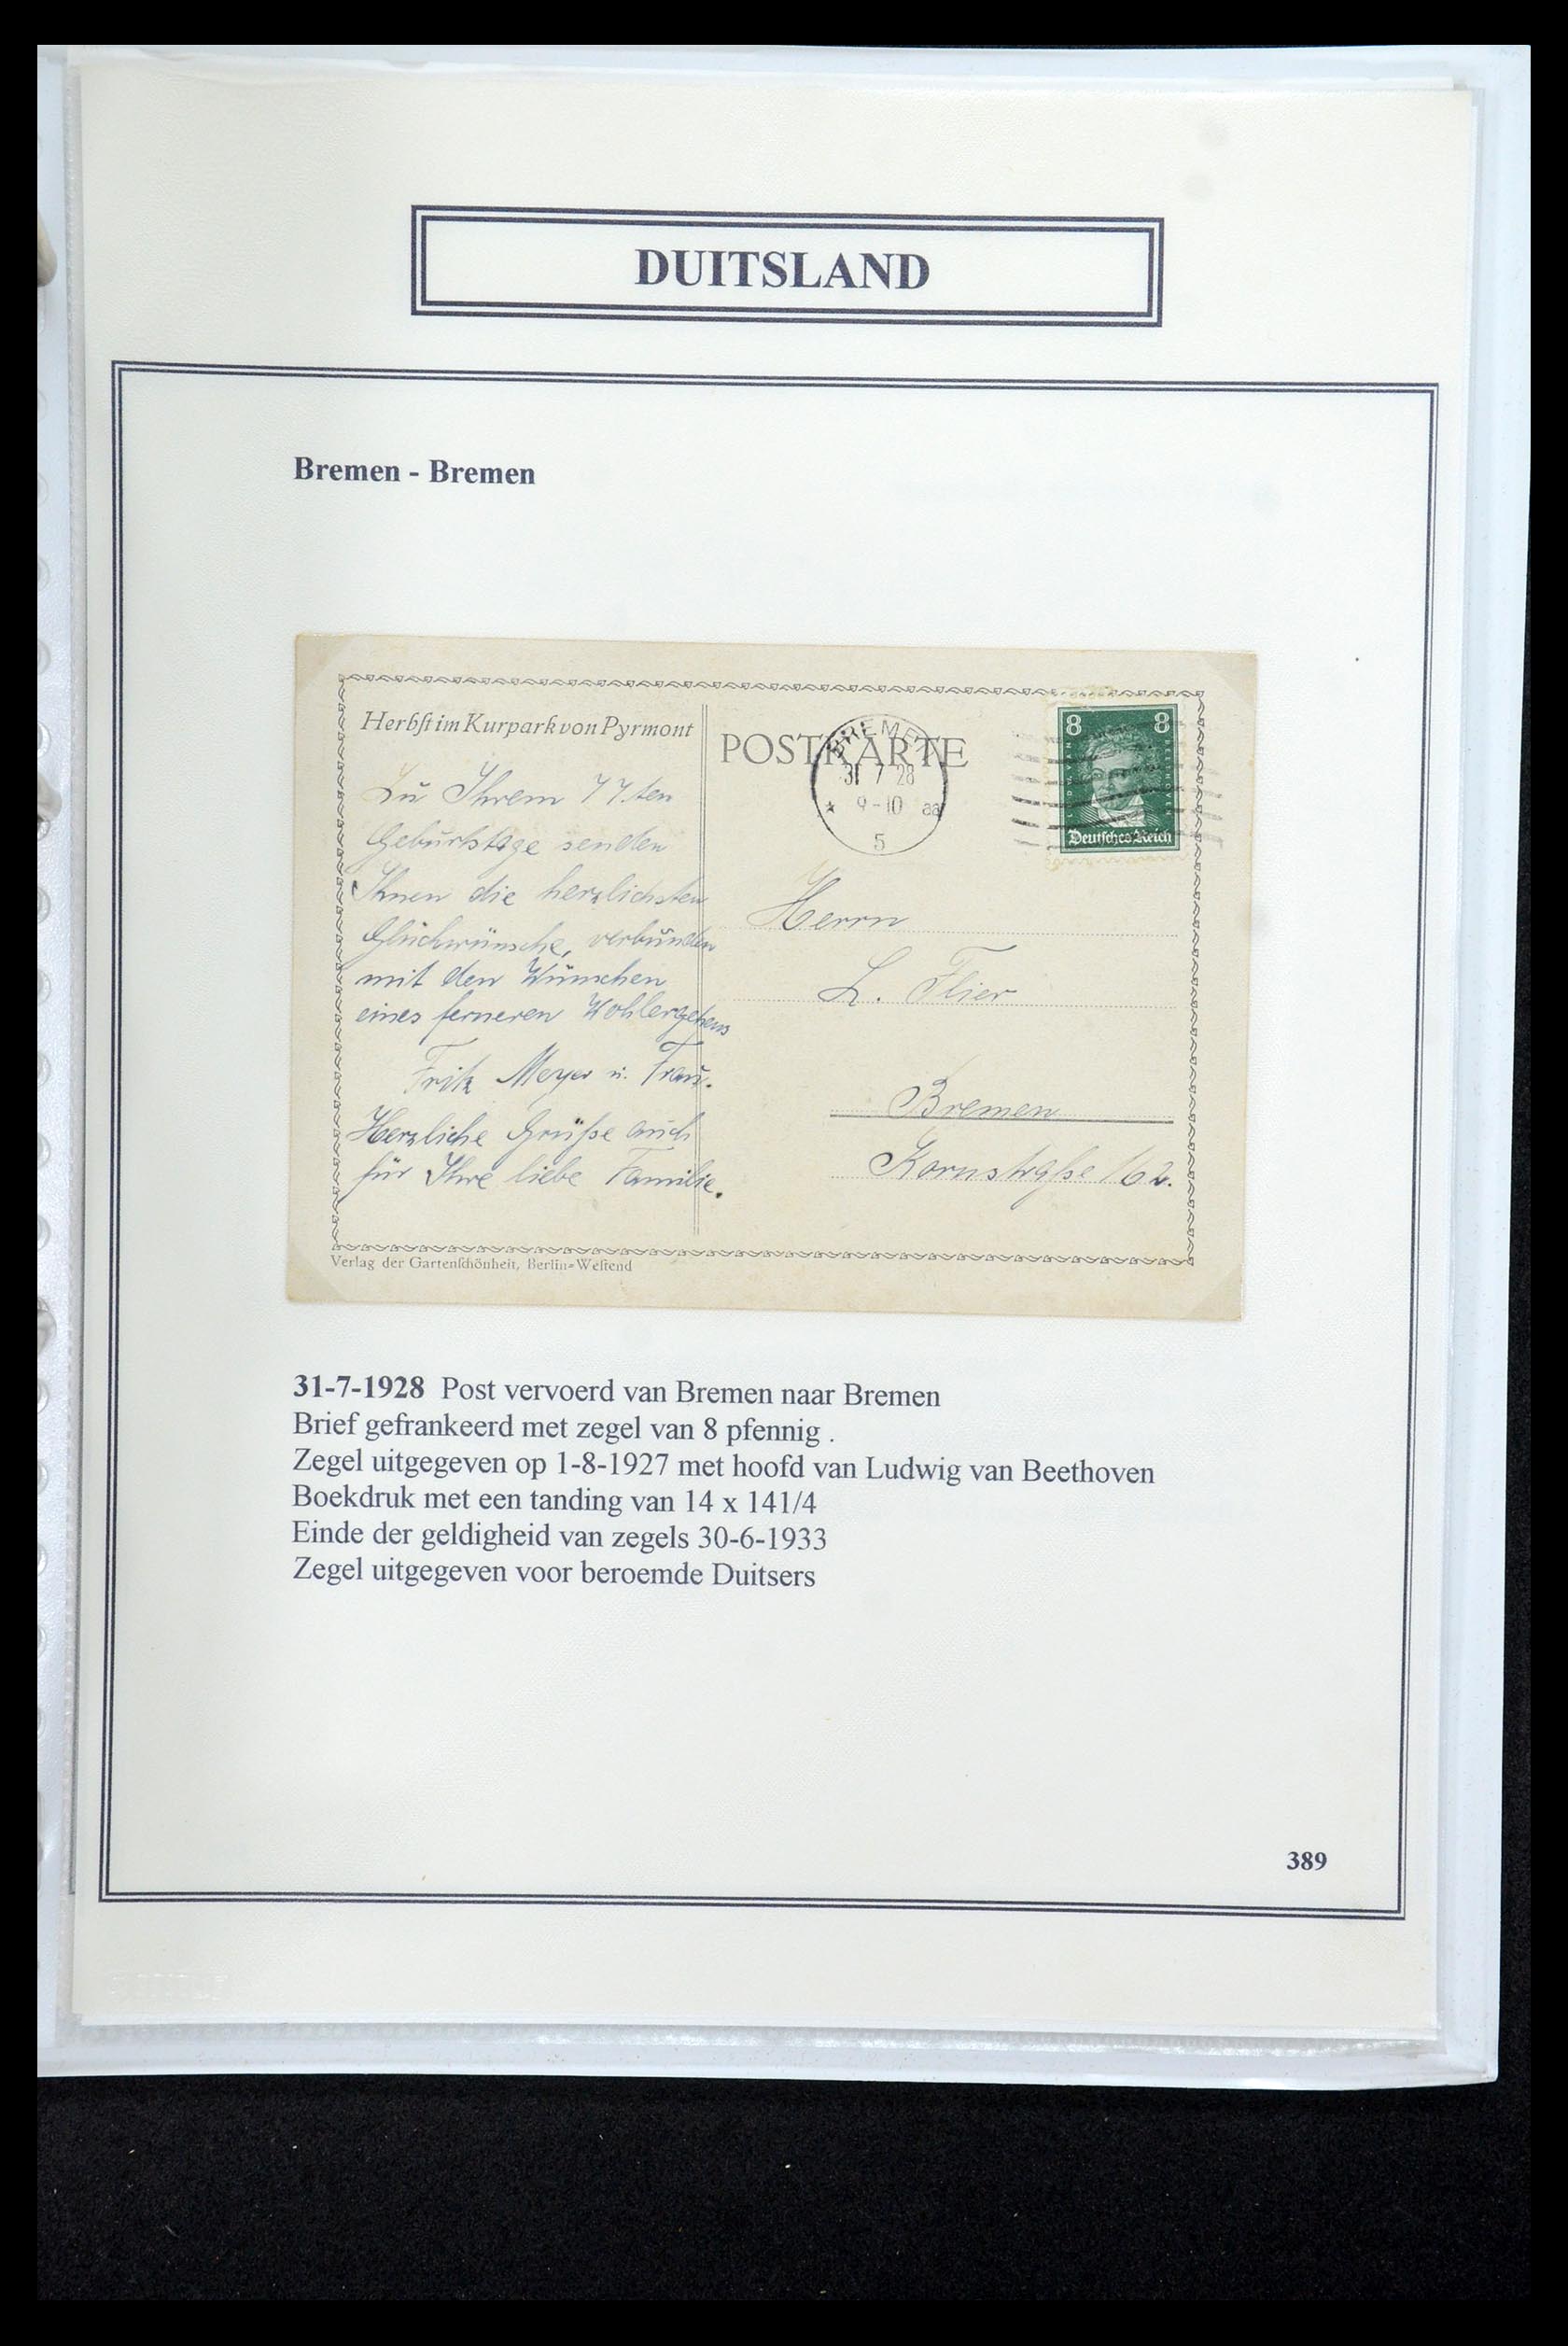 DUITSLAND
Bremen - Bremen
Herbst im Kurpark von Pyrmont
Zu Ihrem 77.ten
Geburtstage senden
Ihnen die herzlichsten
Glückwünsche, verbunden
mit den Wünschen
eines ferneren Wohlergehens
Fritz Meyer u. Frau.
Herzliche Grüße auch
für Ihre liebe Familie.
Verlag der Gartenschönheit, Berlin=Westend
POSTKARTE
BREMEN
31 7 28
* 9-10 aa
5
8 8
Deutsches Reich
Herrn
L. Flier
Bremen
Kornstraße 162.
31-7-1928 Post vervoerd van Bremen naar Bremen
Brief gefrankeerd met zegel van 8 pfennig .
Zegel uitgegeven op 1-8-1927 met hoofd van Ludwig van Beethoven
Boekdruk met een tanding van 14 x 141/4
Einde der geldigheid van zegels 30-6-1933
Zegel uitgegeven voor beroemde Duitsers
389